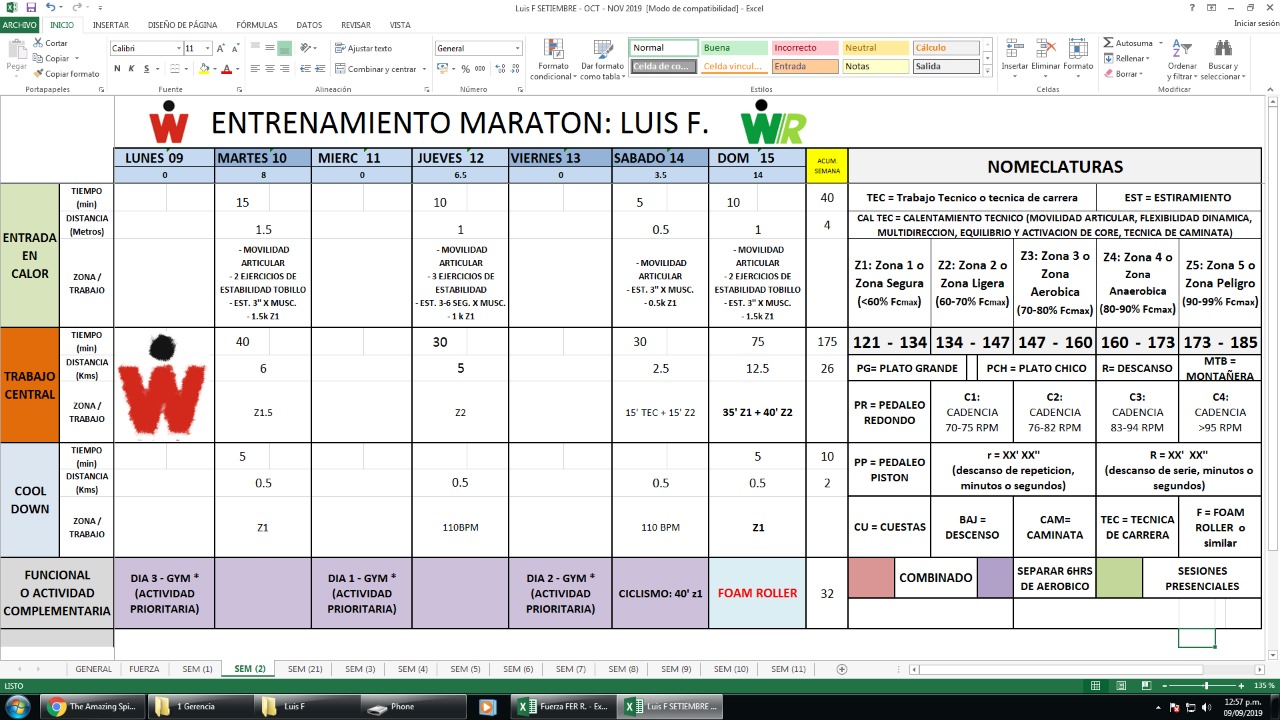 Luis F SETIEMBRE - OCT - NOV 2019 [Modo de compatibilidad] - Excel
Iniciar sesión
ARCHIVO INICIO INSERTAR DISEÑO DE PÁGINA FÓRMULAS DATOS REVISAR VISTA
Pegar
Cortar
Copiar
Copiar formato
Portapapeles
Calibri 11
N K S
Fuente
Ajustar texto
Combinar y centrar
Alineación
General
% 000
Número
Formato condicional
Dar formato como tabla
Normal Buena Incorrecto Neutral Cálculo
Celda de co... Celda vincul... Entrada Notas Salida
Estilos
Insertar Eliminar Formato
Celdas
Autosuma
Rellenar
Borrar
Ordenar y filtrar
Buscar y seleccionar
Modificar
W ENTRENAMIENTO MARATON: LUIS F. WR
LUNES 09 MARTES 10 MIERC 11 JUEVES 12 VIERNES 13 SABADO 14 DOM 15
0 8 0 6.5 0 3.5 14
ACUM.
SEMANA
NOMECLATURAS
ENTRADA
EN
CALOR
TIEMPO
(min)
15 10 5 10 40
DISTANCIA
(Metros)
1.5 1 0.5 1 4
ZONA /
TRABAJO
- MOVILIDAD
ARTICULAR
- 2 EJERCICIOS DE
ESTABILIDAD TOBILLO
- EST. 3" X MUSC.
- 1.5k Z1
- MOVILIDAD
ARTICULAR
- 3 EJERCICIOS DE
ESTABILIDAD
- EST. 3-6 SEG. X MUSC.
- 1 k Z1
- MOVILIDAD
ARTICULAR
- EST. 3" X MUSC.
- 0.5k Z1
- MOVILIDAD
ARTICULAR
- 2 EJERCICIOS DE
ESTABILIDAD TOBILLO
- EST. 3" X MUSC.
- 1.5k Z1
TEC = Trabajo Tecnico o tecnica de carrera
EST = ESTIRAMIENTO
CAL TEC = CALENTAMIENTO TECNICO (MOVILIDAD ARTICULAR, FLEXIBILIDAD DINAMICA,
MULTIDIRECCION, EQUILIBRIO Y ACTIVACION DE CORE, TECNICA DE CAMINATA)
Z1: Zona 1 o
Zona Segura
(<60% Fcmax)
Z2: Zona 2 o
Zona Ligera
(60-70% Fcmax)
Z3: Zona 3 o
Zona
Aerobica
(70-80% Fcmax)
Z4: Zona 4 o
Zona
Anaerobica
(80-90% Fcmax)
Z5: Zona 5 o
Zona Peligro
(90-99% Fcmax)
TRABAJO
CENTRAL
W
TIEMPO
(min)
40 30 30 75 175
DISTANCIA
(Kms)
6 5 2.5 12.5 26
ZONA /
TRABAJO
Z1.5 Z2 15' TEC + 15' Z2 35' Z1 + 40' Z2
121 - 134 134 - 147 147 - 160 160 - 173 173 - 185
PG= PLATO GRANDE PCH = PLATO CHICO R= DESCANSO
MTB =
MONTAÑERA
PR = PEDALEO
REDONDO
C1:
CADENCIA
70-75 RPM
C2:
CADENCIA
76-82 RPM
C3:
CADENCIA
83-94 RPM
C4:
CADENCIA
>95 RPM
COOL
DOWN
TIEMPO
(min)
5 5 10
DISTANCIA
(Kms)
0.5 0.5 0.5 0.5 2
ZONA /
TRABAJO
Z1 110BPM 110 BPM Z1
PP = PEDALEO
PISTON
r = XX' XX"
(descanso de repeticion,
minutos o segundos)
R = XX' XX"
(descanso de serie, minutos o
segundos)
CU = CUESTAS
BAJ =
DESCENSO
CAM=
CAMINATA
TEC = TECNICA
DE CARRERA
F = FOAM
ROLLER o
similar
FUNCIONAL
O ACTIVIDAD
COMPLEMENTARIA
DIA 3 - GYM *
(ACTIVIDAD
PRIORITARIA)
DIA 1 - GYM *
(ACTIVIDAD
PRIORITARIA)
DIA 2 - GYM *
(ACTIVIDAD
PRIORITARIA)
CICLISMO: 40' z1
FOAM ROLLER
32
COMBINADO
SEPARAR 6HRS
DE AEROBICO
SESIONES
PRESENCIALES
GENERAL FUERZA SEM (1) SEM (2) SEM (21) SEM (3) SEM (4) SEM (5) SEM (6) SEM (7) SEM (8) SEM (9) SEM (10) SEM (11)
LISTO
135 %
The Amazing Spi... 1 Gerencia Luis F Phone Fuerza FER R. - Ex... Luis F SETIEMBRE ...
12:57 p.m.
09/09/2019